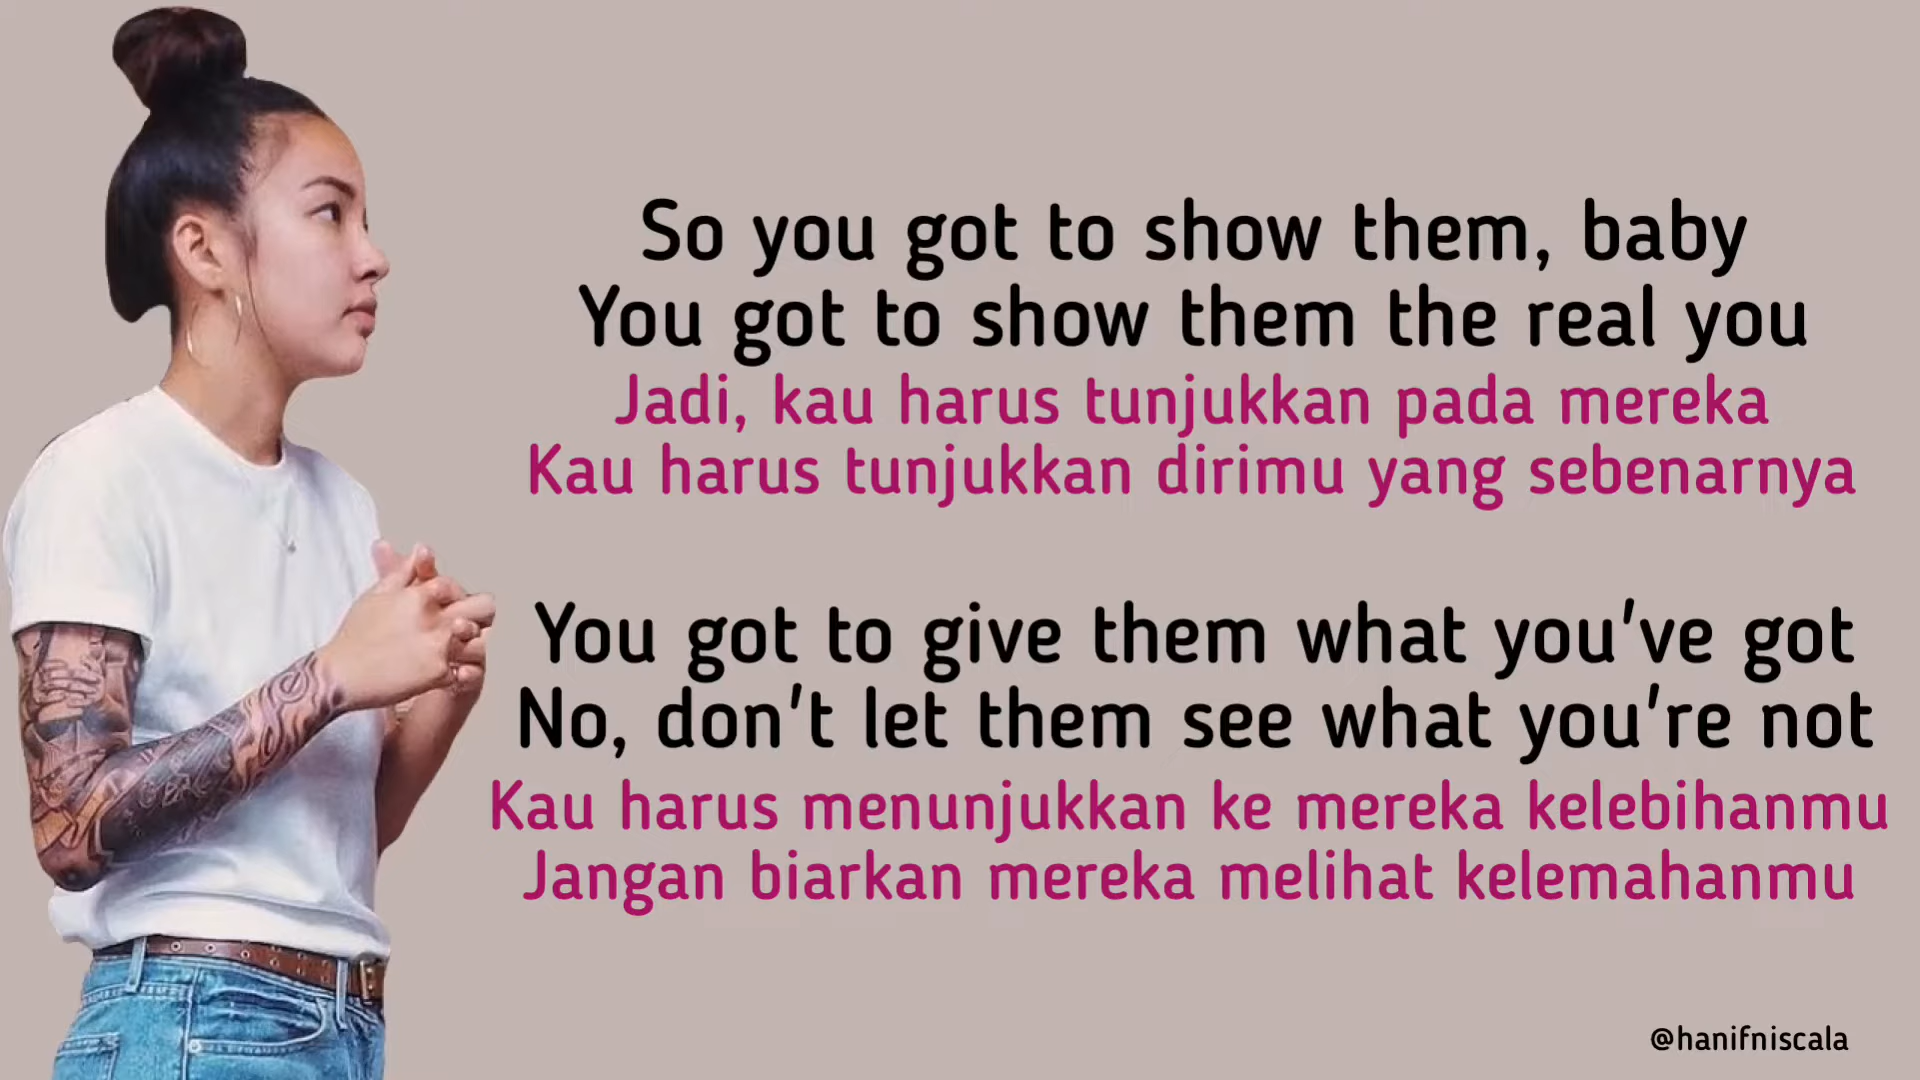 So you got to show them, baby
You got to show them the real you
Jadi, kau harus tunjukkan pada mereka
Kau harus tunjukkan dirimu yang sebenarnya
You got to give them what you've got
No, don't let them see what you're not
Kau harus menunjukkan ke mereka kelebihanmu
Jangan biarkan mereka melihat kelemahanmu
@hanifniscala